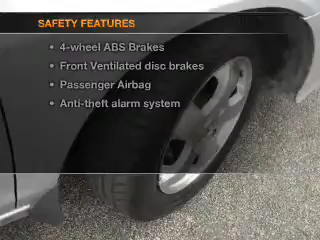 SAFETY FEATURES
• 4-wheel ABS Brakes
• Front Ventilated disc brakes
• Passenger Airbag
• Anti-theft alarm system